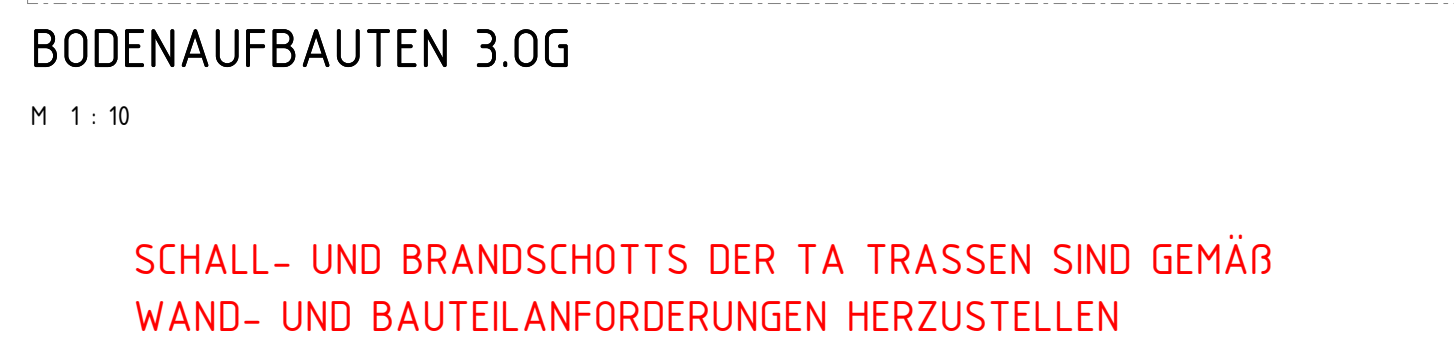 BODENAUFBAUTEN 3.OG
M 1 : 10
SCHALL- UND BRANDSCHOTTS DER TA TRASSEN SIND GEMÄß
WAND- UND BAUTEILANFORDERUNGEN HERZUSTELLEN